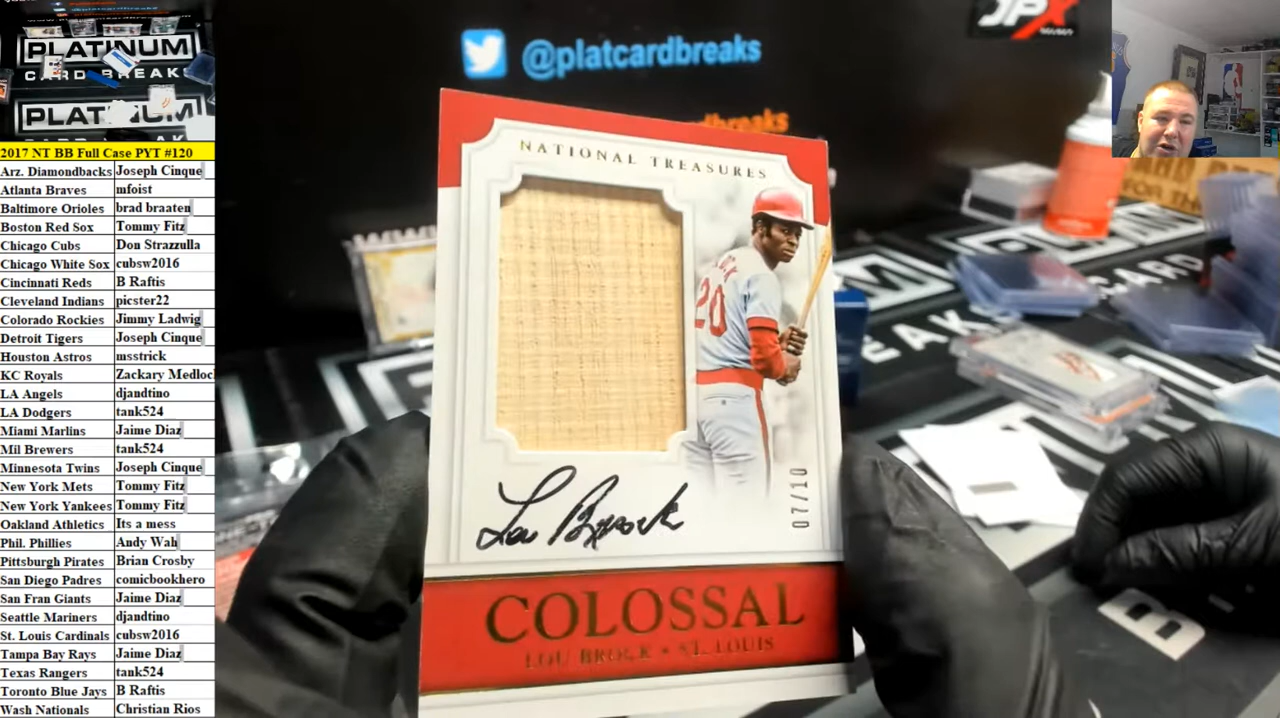 PLATINUM
CARD BREAKS
PLATINUM
2017 NT BB Full Case PYT #120
Arz. Diamondbacks Joseph Cinque
Atlanta Braves mfoist
Baltimore Orioles brad braaten
Boston Red Sox Tommy Fitz
Chicago Cubs Don Strazzulla
Chicago White Sox cubsw2016
Cincinnati Reds B Raftis
Cleveland Indians picster22
Colorado Rockies Jimmy Ladwig
Detroit Tigers Joseph Cinque
Houston Astros msstrick
KC Royals Zackary Medloc
LA Angels djandtino
LA Dodgers tank524
Miami Marlins Jaime Diaz
Mil Brewers tank524
Minnesota Twins Joseph Cinque
New York Mets Tommy Fitz
New York Yankees Tommy Fitz
Oakland Athletics Its a mess
Phil. Phillies Andy Wah
Pittsburgh Pirates Brian Crosby
San Diego Padres comicbookhero
San Fran Giants Jaime Diaz
Seattle Mariners djandtino
St. Louis Cardinals cubsw2016
Tampa Bay Rays Jaime Diaz
Texas Rangers tank524
Toronto Blue Jays B Raftis
Wash Nationals Christian Rios
@platcardbreaks
JPX
NATIONAL TREASURES
20
07/10
Lou Brock
COLOSSAL
LOU BROCK • ST. LOUIS